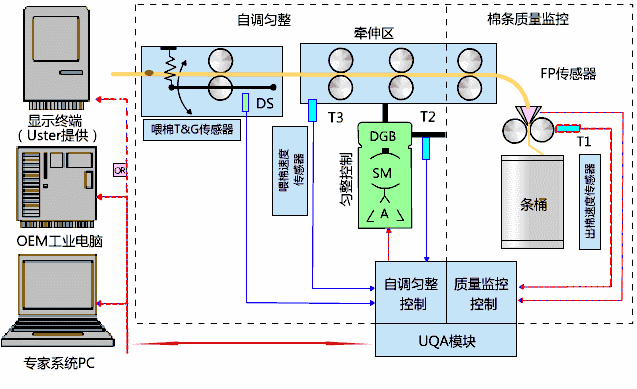 自调匀整
牵伸区
棉条质量监控
FP传感器
DS
T3
T2
T1
喂棉T&G传感器
喂棉速度
传感器
匀整控制
DGB
SM
A
条桶
出棉速度传感器
显示终端
（Uster提供）
OR
OEM工业电脑
专家系统PC
自调匀整
控制
质量监控
控制
UQA模块